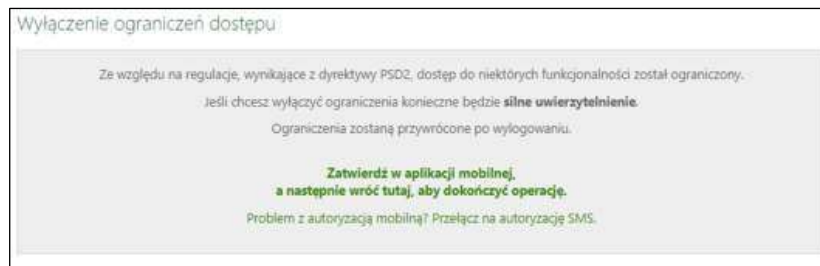 Wyłączenie ograniczeń dostępu
Ze względu na regulacje, wynikające z dyrektywy PSD2, dostęp do niektórych funkcjonalności został ograniczony.
Jeśli chcesz wyłączyć ograniczenia konieczne będzie silne uwierzytelnienie.
Ograniczenia zostaną przywrócone po wylogowaniu.
Zatwierdź w aplikacji mobilnej,
a następnie wróć tutaj, aby dokończyć operację.
Problem z autoryzacją mobilną? Przełącz na autoryzację SMS.